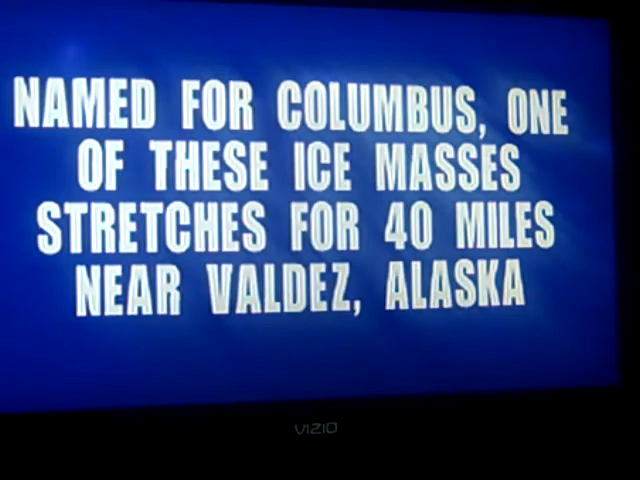 NAMED FOR COLUMBUS, ONE
OF THESE ICE MASSES
STRETCHES FOR 40 MILES
NEAR VALDEZ, ALASKA
VIZIO